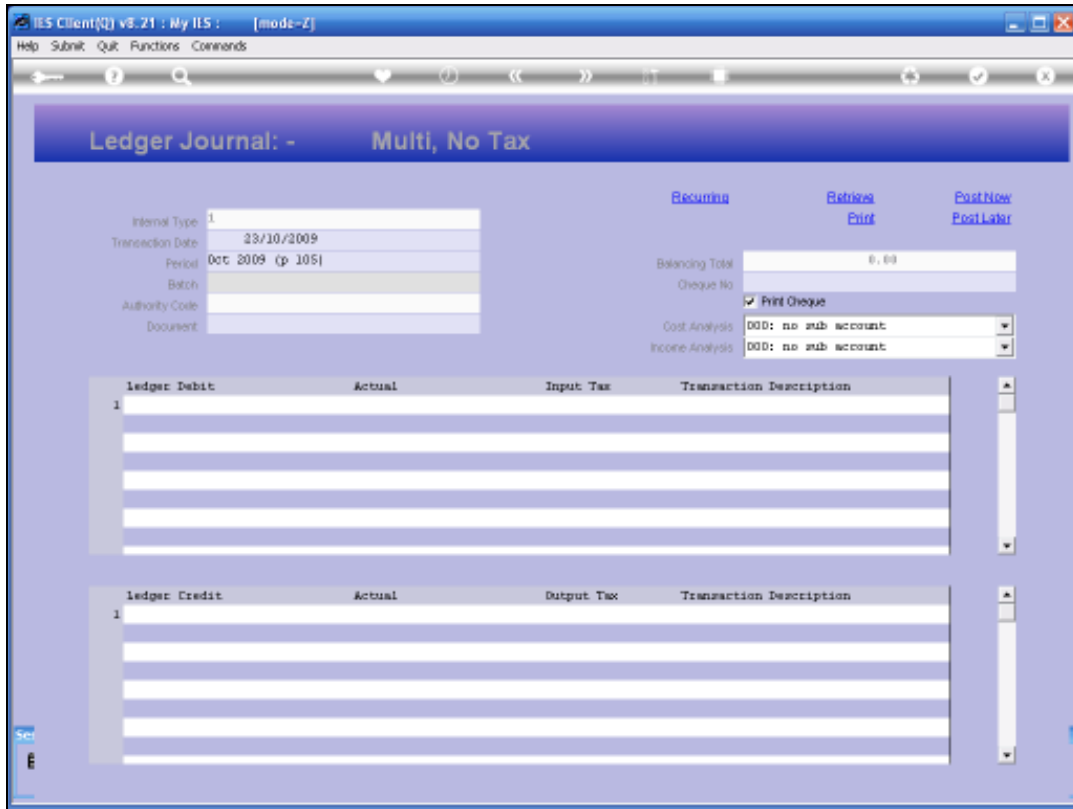 IES Client(Q) v8.21 : My IES : [mode-Z]
Help Submit Quit Functions Commands
Ledger Journal: - Multi, No Tax
Recurring Retrieve Post Now
Print Post Later
Internal Type 1
Transaction Date 23/10/2009
Period Oct 2009 (p 105)
Batch
Authority Code
Document
Balancing Total 0.00
Cheque No
Print Cheque
Cost Analysis D00: no sub account
Income Analysis D00: no sub account
Ledger Debit Actual Input Tax Transaction Description
1
Ledger Credit Actual Output Tax Transaction Description
1